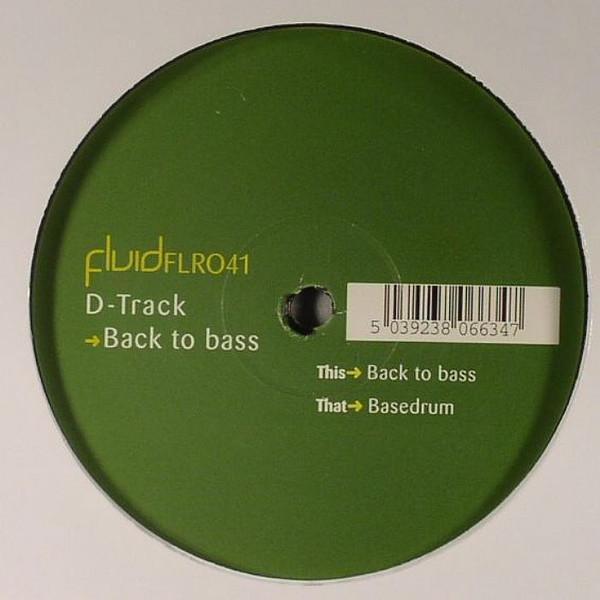 fluidFLR041
D-Track
➔Back to bass
5 039238 066347
This➔ Back to bass
That➔ Basedrum